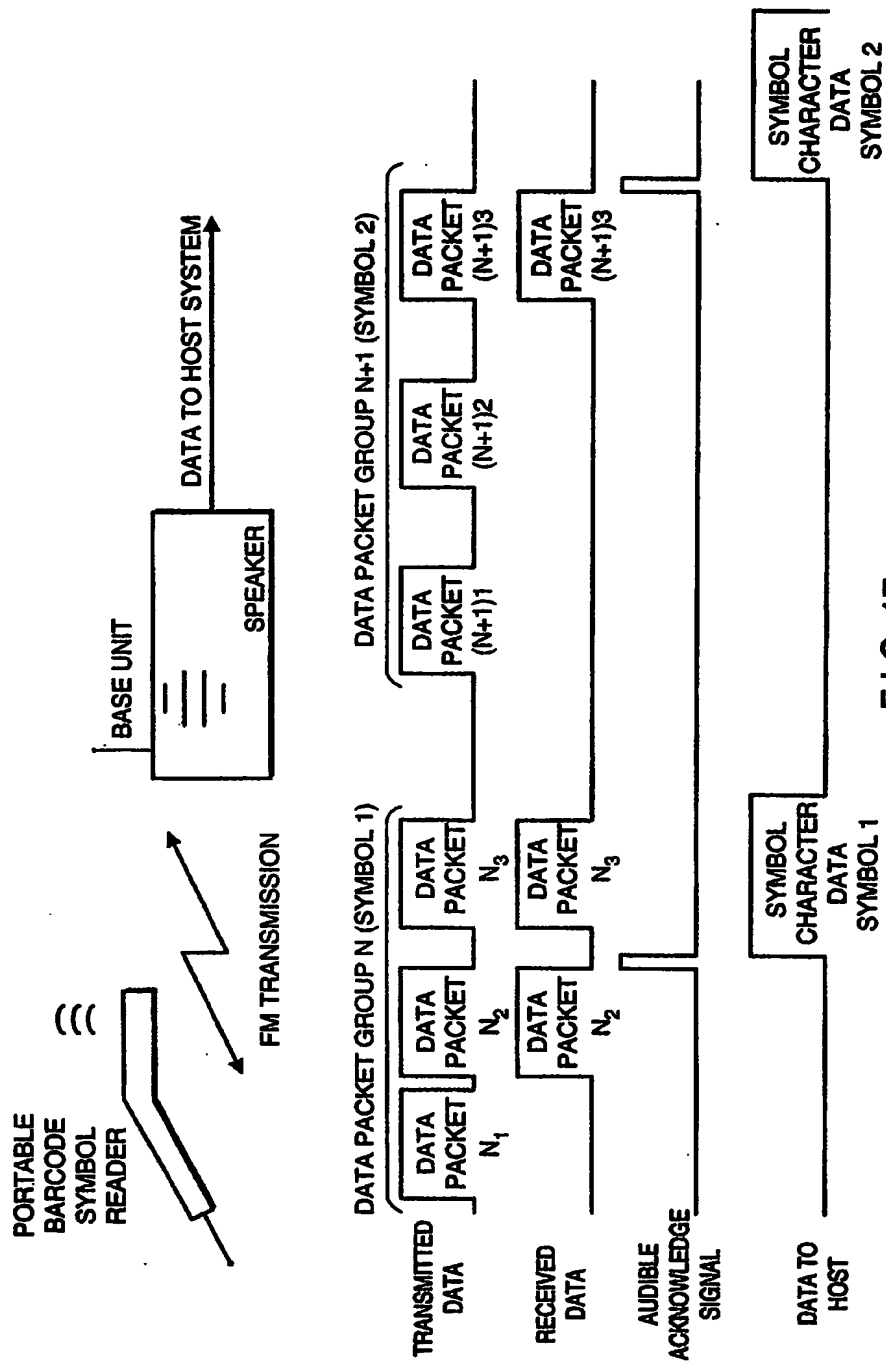 PORTABLE
BARCODE
SYMBOL
READER
FM TRANSMISSION
BASE UNIT
SPEAKER
DATA TO HOST SYSTEM
DATA PACKET GROUP N (SYMBOL 1)
DATA PACKET GROUP N+1 (SYMBOL 2)
TRANSMITTED
DATA
DATA
PACKET
N1
DATA
PACKET
N2
DATA
PACKET
N3
DATA
PACKET
(N+1)1
DATA
PACKET
(N+1)2
DATA
PACKET
(N+1)3
RECEIVED
DATA
DATA
PACKET
N2
DATA
PACKET
N3
DATA
PACKET
(N+1)3
AUDIBLE
ACKNOWLEDGE
SIGNAL
DATA TO
HOST
SYMBOL
CHARACTER
DATA
SYMBOL 1
SYMBOL
CHARACTER
DATA
SYMBOL 2